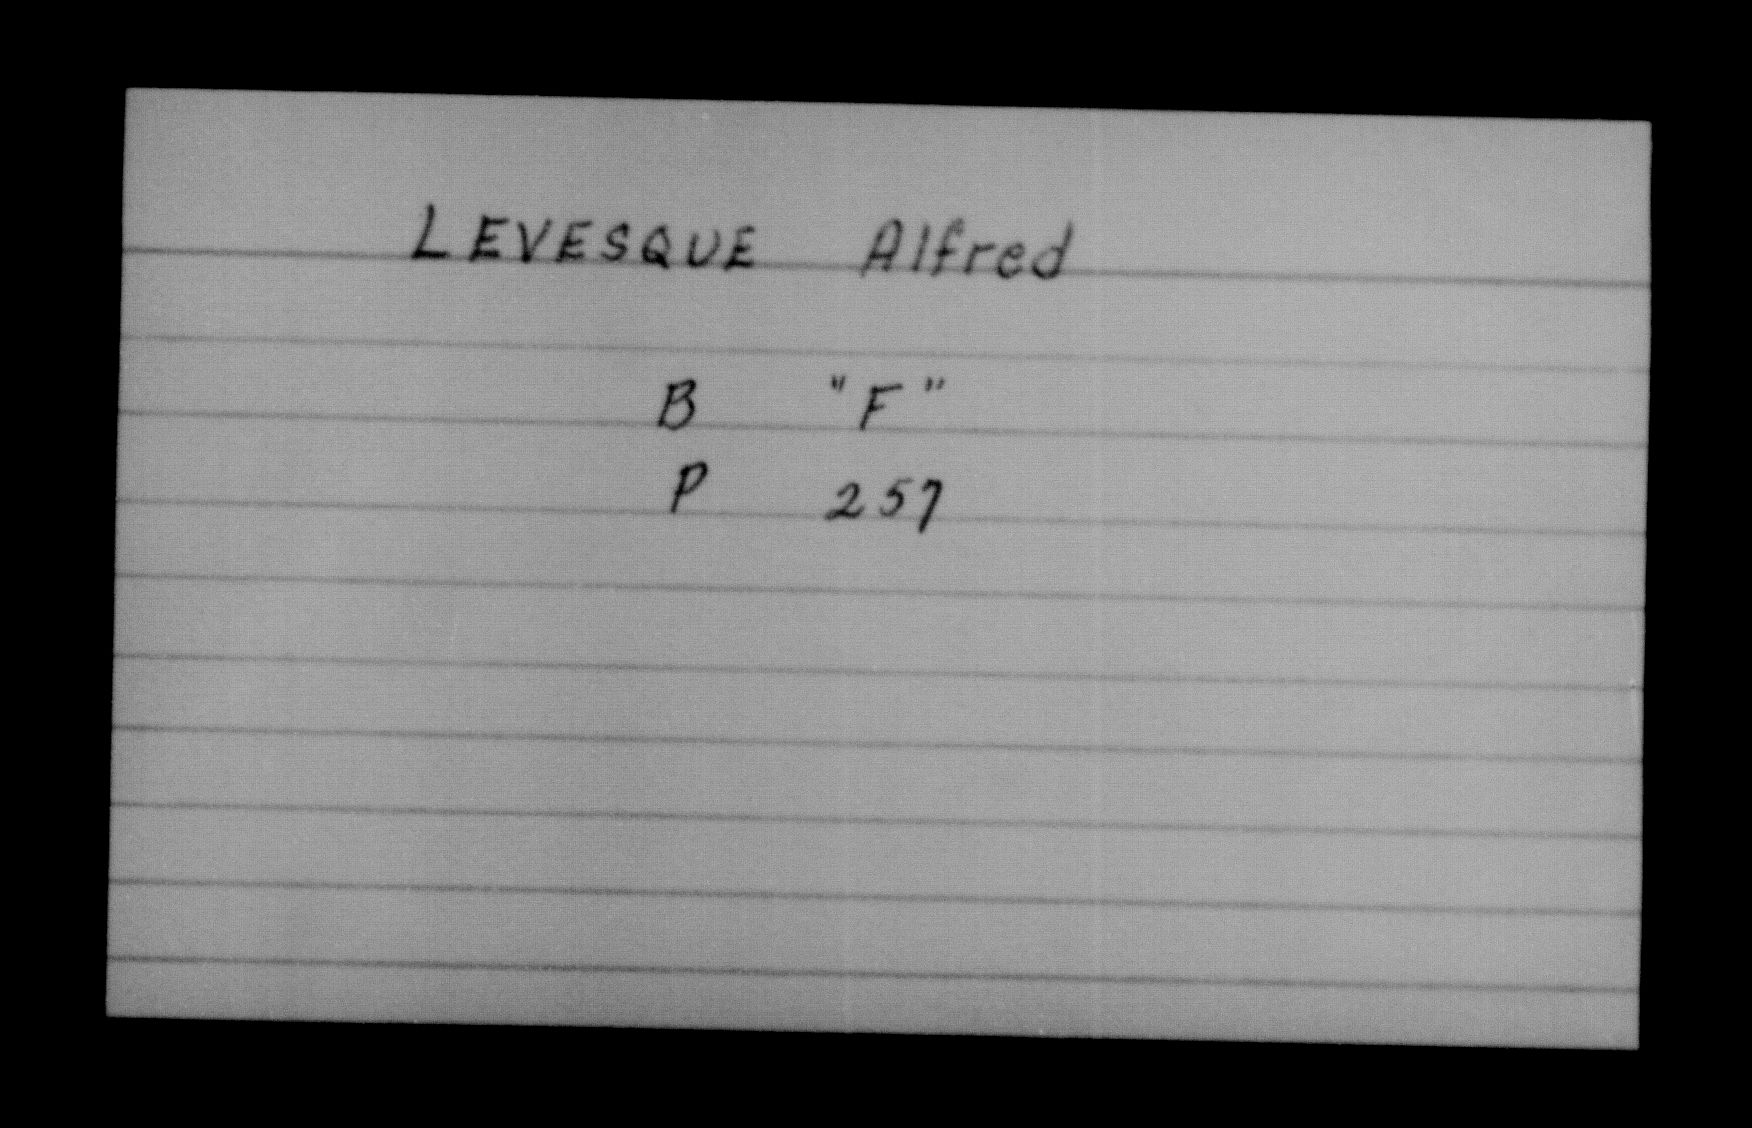 LEVESQUE Alfred
B "F"
P 257